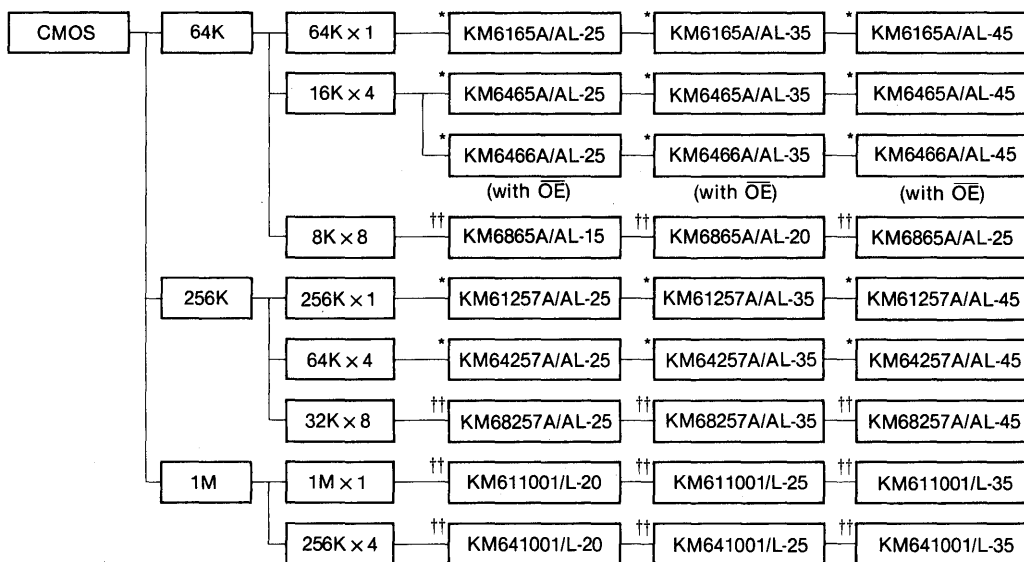 CMOS 64K 64K × 1 * KM6165A/AL-25 * KM6165A/AL-35 * KM6165A/AL-45
16K × 4 * KM6465A/AL-25 * KM6465A/AL-35 * KM6465A/AL-45
* KM6466A/AL-25 * KM6466A/AL-35 * KM6466A/AL-45
(with O̅E̅) (with O̅E̅) (with O̅E̅)
8K × 8 †† KM6865A/AL-15 †† KM6865A/AL-20 †† KM6865A/AL-25
256K 256K × 1 * KM61257A/AL-25 * KM61257A/AL-35 * KM61257A/AL-45
64K × 4 * KM64257A/AL-25 * KM64257A/AL-35 * KM64257A/AL-45
32K × 8 †† KM68257A/AL-25 †† KM68257A/AL-35 †† KM68257A/AL-45
1M 1M × 1 †† KM611001/L-20 †† KM611001/L-25 †† KM611001/L-35
256K × 4 †† KM641001/L-20 †† KM641001/L-25 †† KM641001/L-35